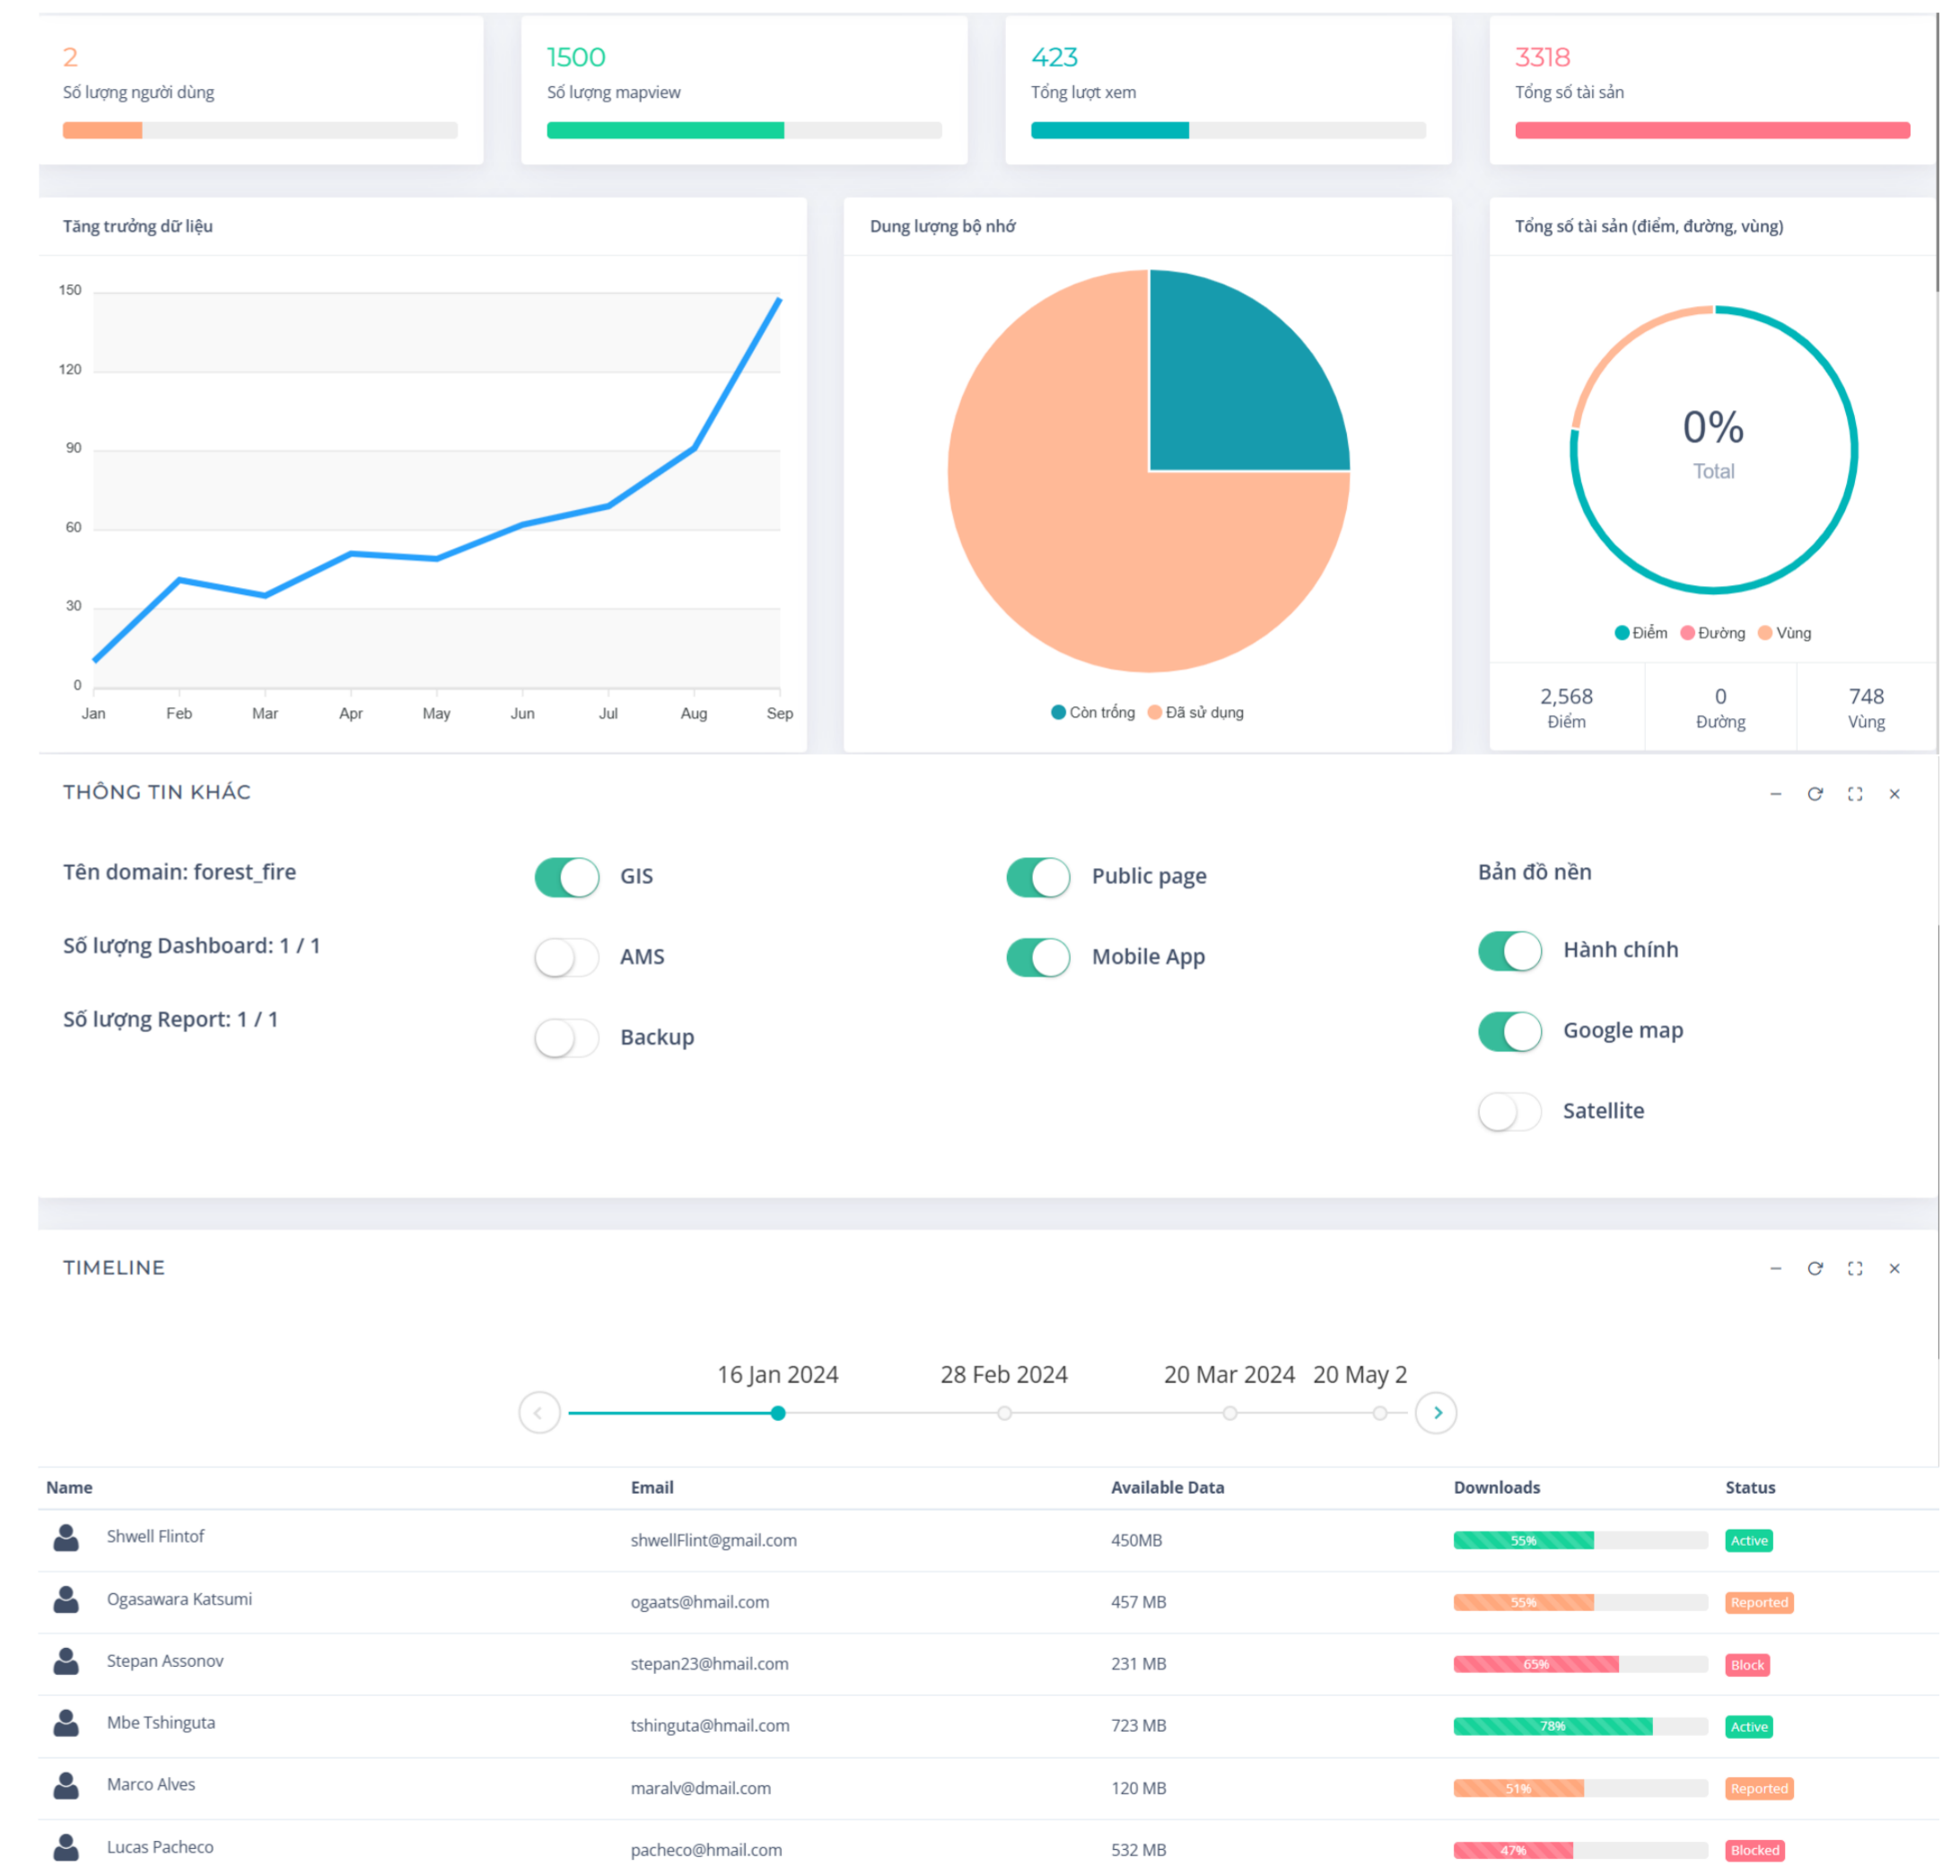 2
Số lượng người dùng
1500
Số lượng mapview
423
Tổng lượt xem
3318
Tổng số tài sản
Tăng trưởng dữ liệu
150
120
90
60
30
0
Jan Feb Mar Apr May Jun Jul Aug Sep
Dung lượng bộ nhớ
Còn trống Đã sử dụng
Tổng số tài sản (điểm, đường, vùng)
0%
Total
Điểm Đường Vùng
2,568 0 748
Điểm Đường Vùng
THÔNG TIN KHÁC
Tên domain: forest_fire
Số lượng Dashboard: 1 / 1
Số lượng Report: 1 / 1
GIS
AMS
Backup
Public page
Mobile App
Bản đồ nền
Hành chính
Google map
Satellite
TIMELINE
16 Jan 2024 28 Feb 2024 20 Mar 2024 20 May 2
Name Email Available Data Downloads Status
Shwell Flintof shwellFlint@gmail.com 450MB 55% Active
Ogasawara Katsumi ogaats@hmail.com 457 MB 55% Reported
Stepan Assonov stepan23@hmail.com 231 MB 65% Block
Mbe Tshinguta tshinguta@hmail.com 723 MB 78% Active
Marco Alves maralv@dmail.com 120 MB 51% Reported
Lucas Pacheco pacheco@hmail.com 532 MB 47% Blocked